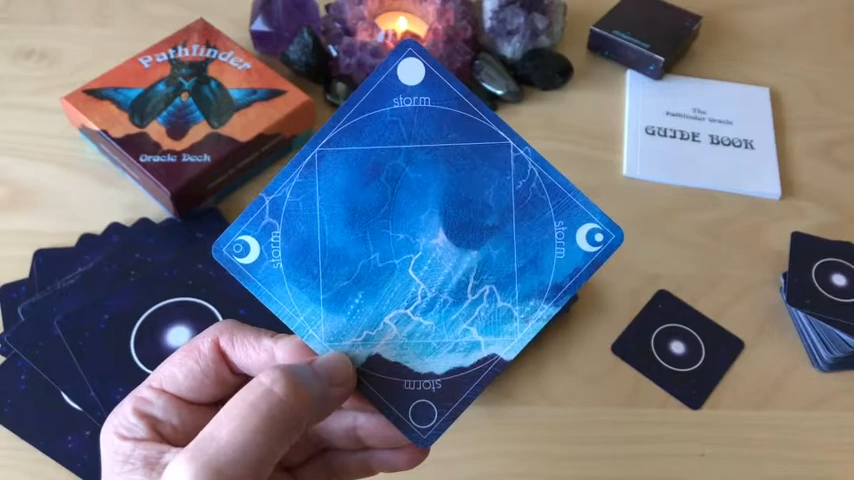 Pathfinder
Oracle Deck
storm
storm
storm
storm
The
Pathfinder Oracle
GUIDE BOOK